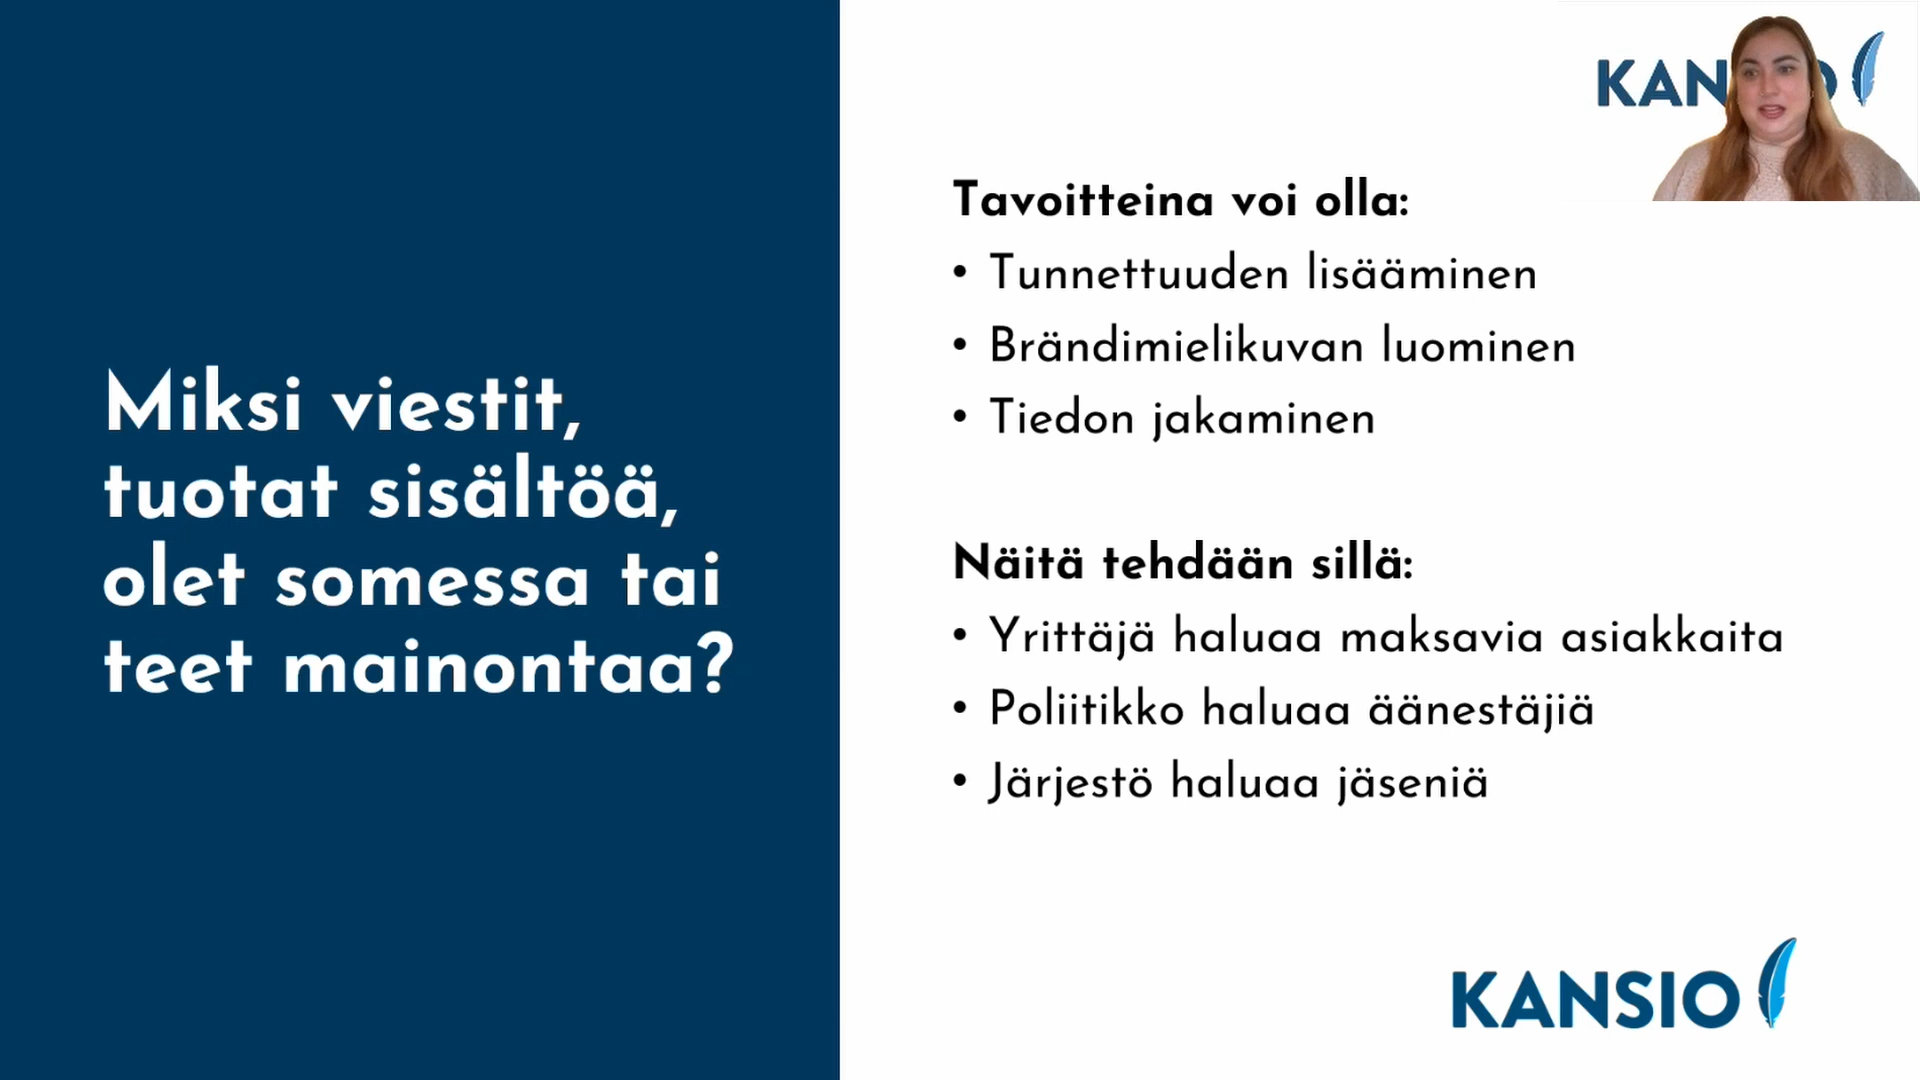 Miksi viestit,
tuotat sisältöä,
olet somessa tai
teet mainontaa?
Tavoitteina voi olla:
• Tunnettuuden lisääminen
• Brändimielikuvan luominen
• Tiedon jakaminen
Näitä tehdään sillä:
• Yrittäjä haluaa maksavia asiakkaita
• Poliitikko haluaa äänestäjiä
• Järjestö haluaa jäseniä
KANSIO